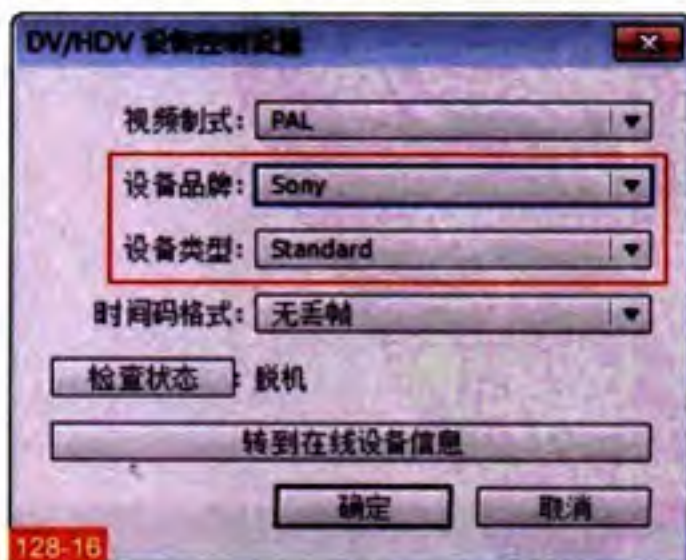 DV/HDV 设备控制设置
视频制式: PAL
设备品牌: Sony
设备类型: Standard
时间码格式: 无丢帧
检查状态 : 脱机
转到在线设备信息
确定 取消
128-16